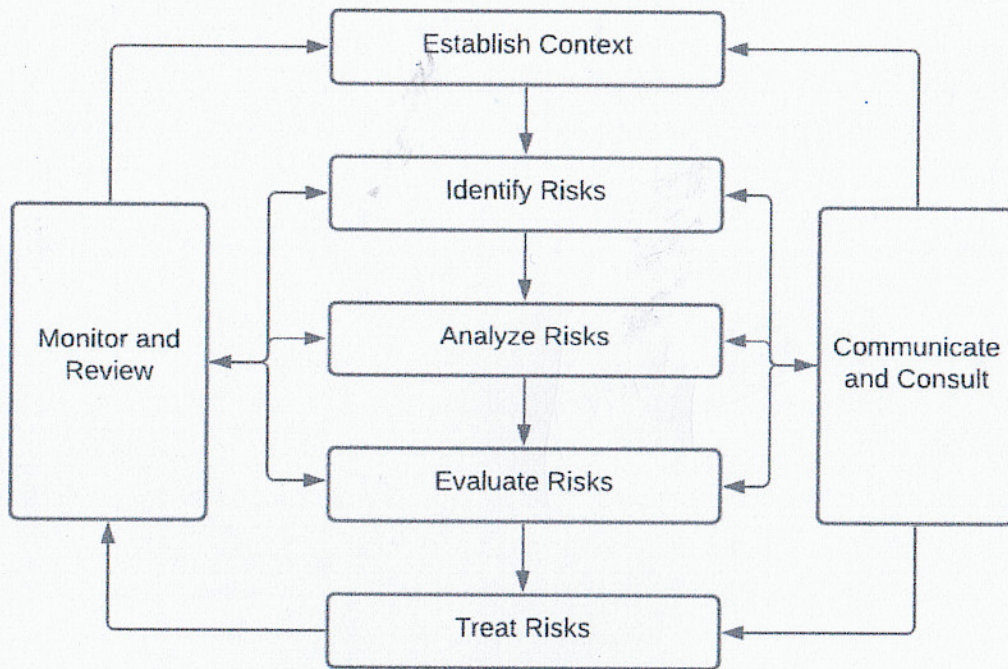 Establish Context
Identify Risks
Monitor and
Review
Analyze Risks
Communicate
and Consult
Evaluate Risks
Treat Risks